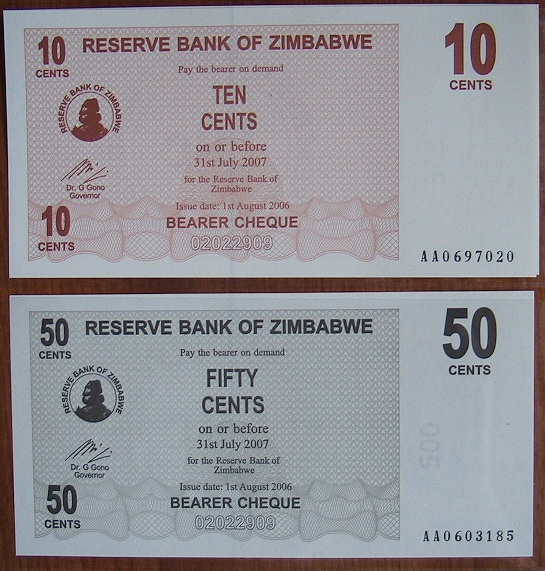 10
CENTS
RESERVE BANK OF ZIMBABWE
10
CENTS
Pay the bearer on demand
TEN
CENTS
RESERVE BANK OF ZIMBABWE
on or before
31st July 2007
for the Reserve Bank of
Zimbabwe
Dr. G Gono
Governor
Issue date: 1st August 2006
10
CENTS
BEARER CHEQUE
02022909
AA0697020
50
CENTS
RESERVE BANK OF ZIMBABWE
50
CENTS
Pay the bearer on demand
FIFTY
CENTS
RESERVE BANK OF ZIMBABWE
on or before
31st July 2007
for the Reserve Bank of
Zimbabwe
Dr. G Gono
Governor
Issue date: 1st August 2006
50
CENTS
BEARER CHEQUE
02022909
500
AA0603185